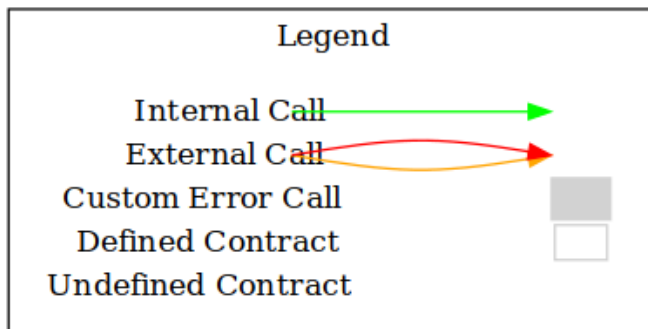 Legend
Internal Call
External Call
Custom Error Call
Defined Contract
Undefined Contract